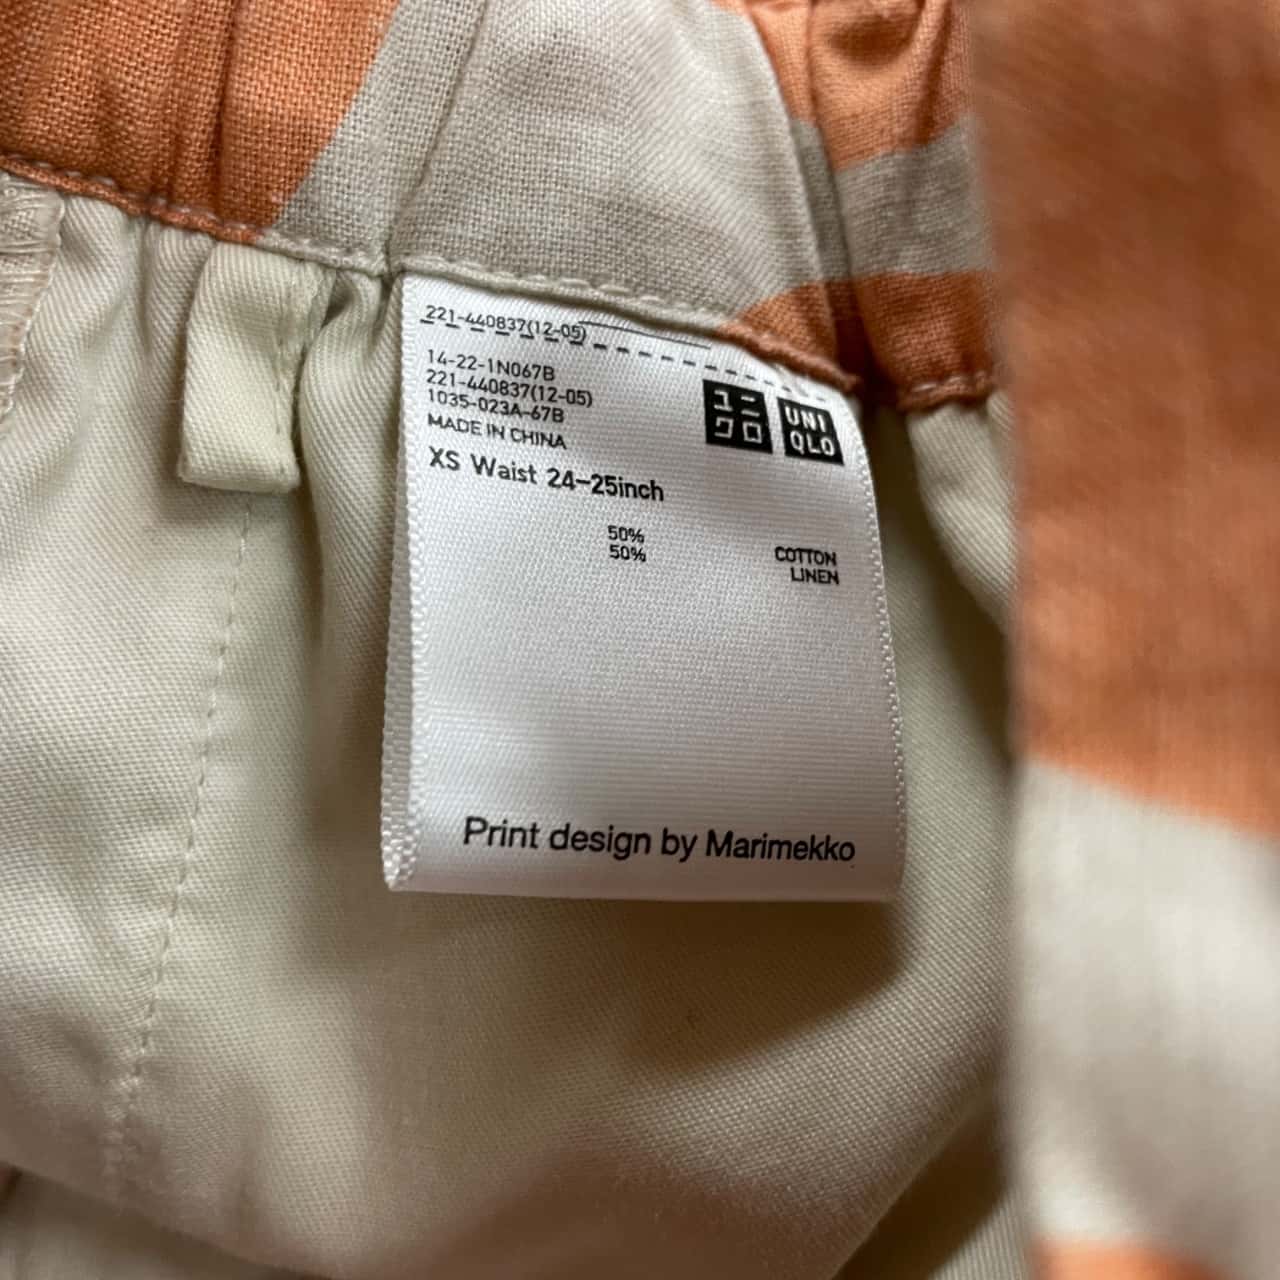 221-440837(12-05)
14-22-1N067B
221-440837(12-05)
1035-023A-67B
MADE IN CHINA
XS Waist 24-25inch
ユニ
クロ
UNI
QLO
50% COTTON
50% LINEN
Print design by Marimekko